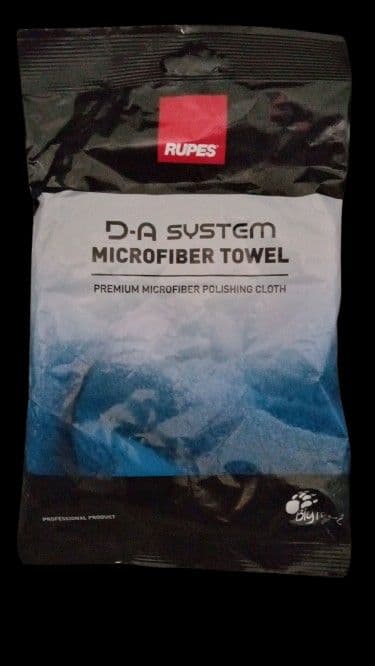 RUPES
D-A SYSTEM
MICROFIBER TOWEL
PREMIUM MICROFIBER POLISHING CLOTH
PROFESSIONAL PRODUCT